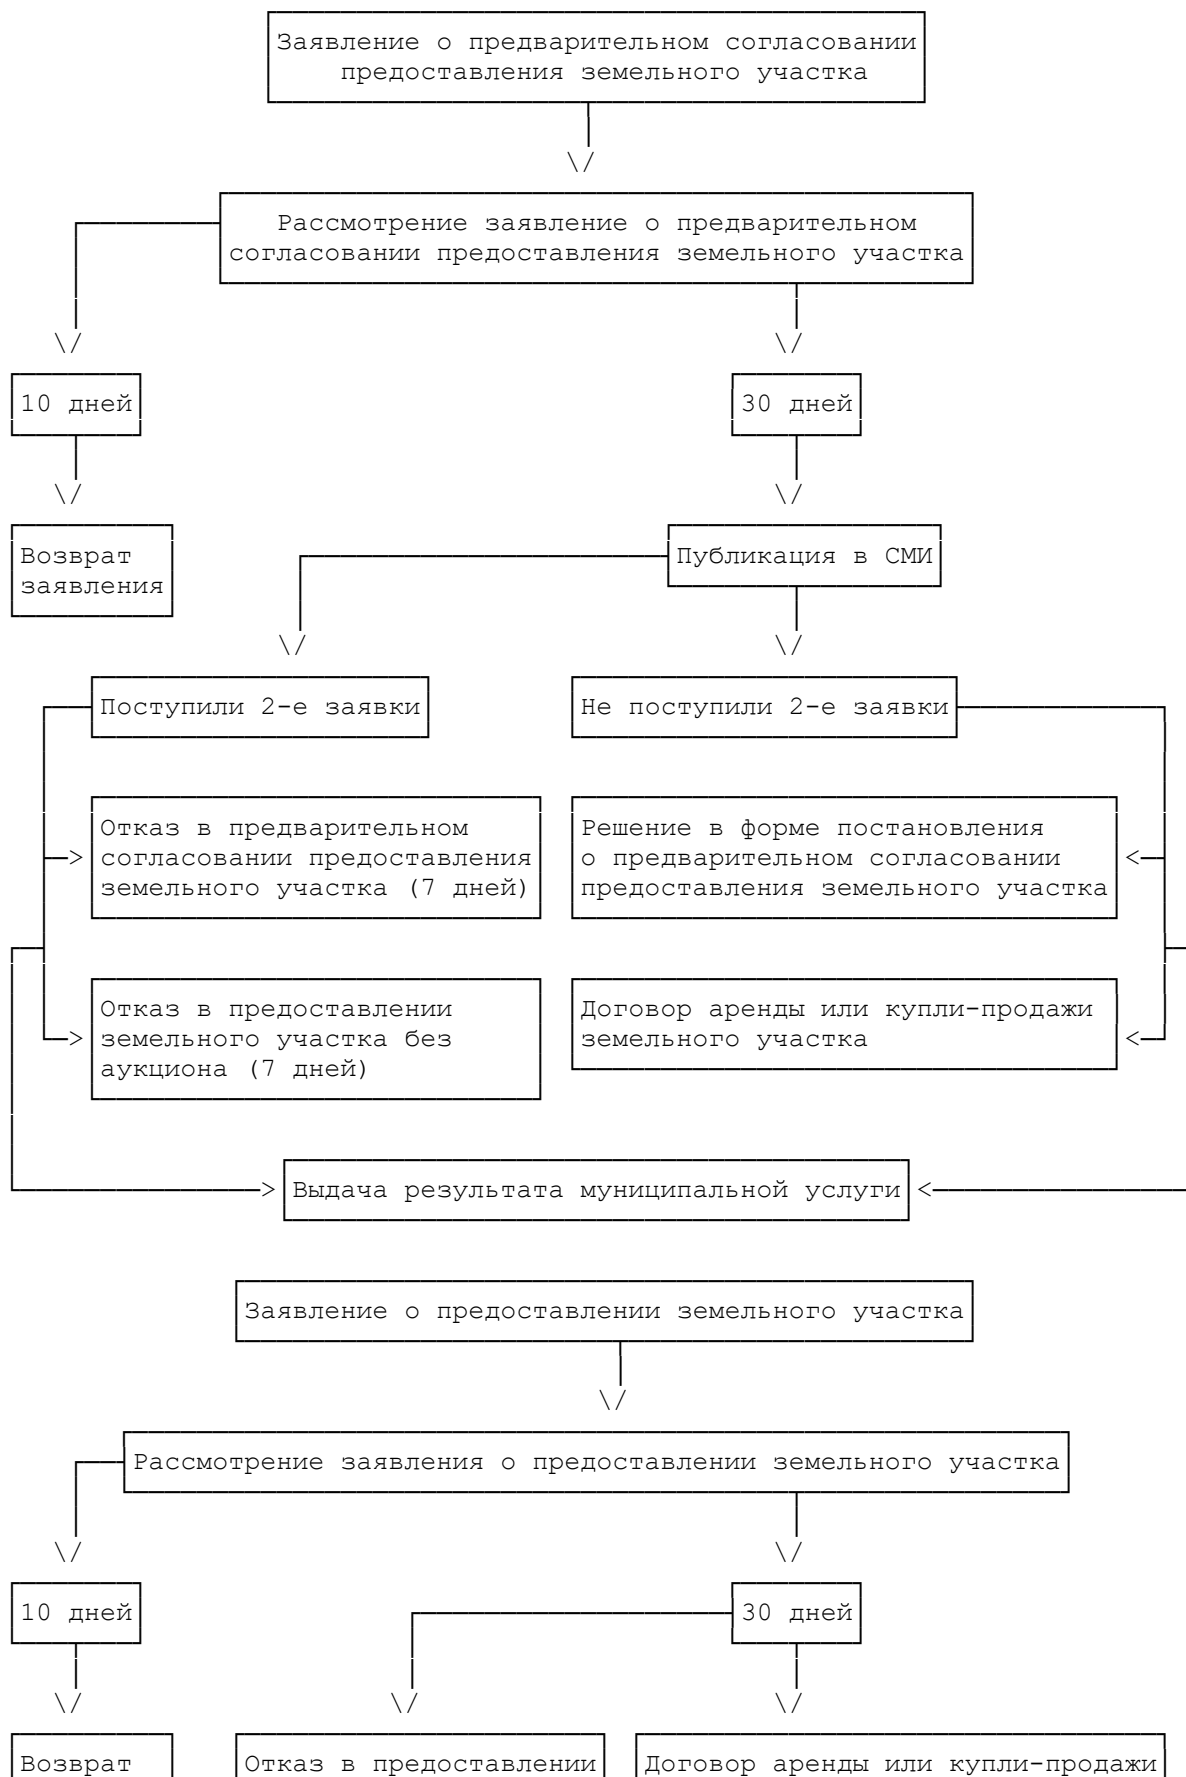 Заявление о предварительном согласовании
предоставления земельного участка
Рассмотрение заявление о предварительном
согласовании предоставления земельного участка
10 дней
30 дней
Возврат
заявления
Публикация в СМИ
Поступили 2-е заявки
Не поступили 2-е заявки
Отказ в предварительном
согласовании предоставления
земельного участка (7 дней)
Решение в форме постановления
о предварительном согласовании
предоставления земельного участка
Отказ в предоставлении
земельного участка без
аукциона (7 дней)
Договор аренды или купли-продажи
земельного участка
Выдача результата муниципальной услуги
Заявление о предоставлении земельного участка
Рассмотрение заявления о предоставлении земельного участка
10 дней
30 дней
Возврат
Отказ в предоставлении
Договор аренды или купли-продажи